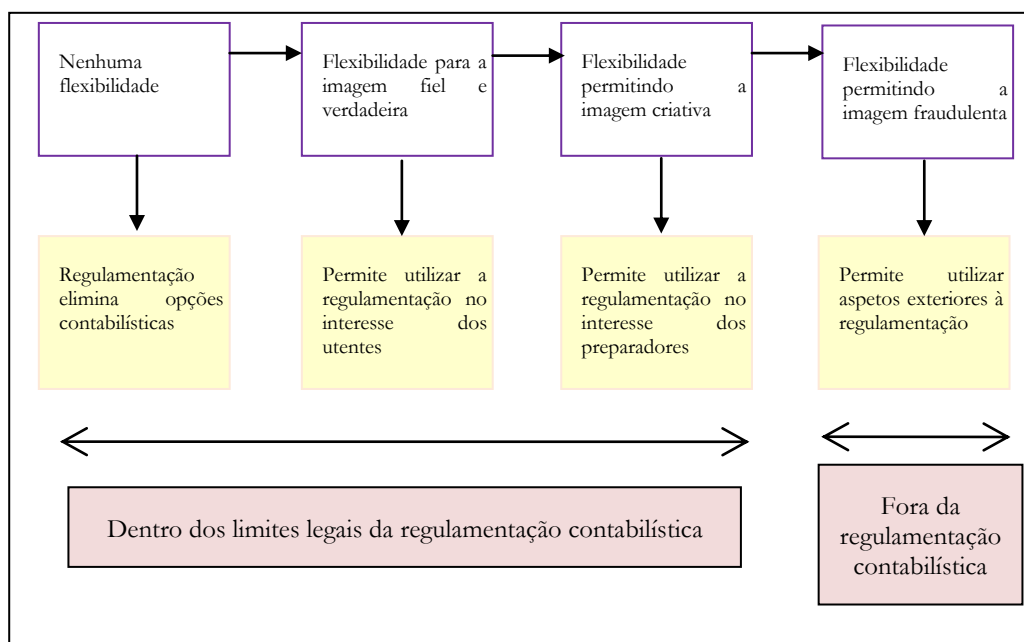 Nenhuma
flexibilidade
Flexibilidade para a
imagem fiel e
verdadeira
Flexibilidade
permitindo a
imagem criativa
Flexibilidade
permitindo a
imagem fraudulenta
Regulamentação
elimina opções
contabilísticas
Permite utilizar a
regulamentação no
interesse dos
utentes
Permite utilizar a
regulamentação no
interesse dos
preparadores
Permite utilizar
aspetos exteriores à
regulamentação
Dentro dos limites legais da regulamentação contabilística
Fora da
regulamentação
contabilística